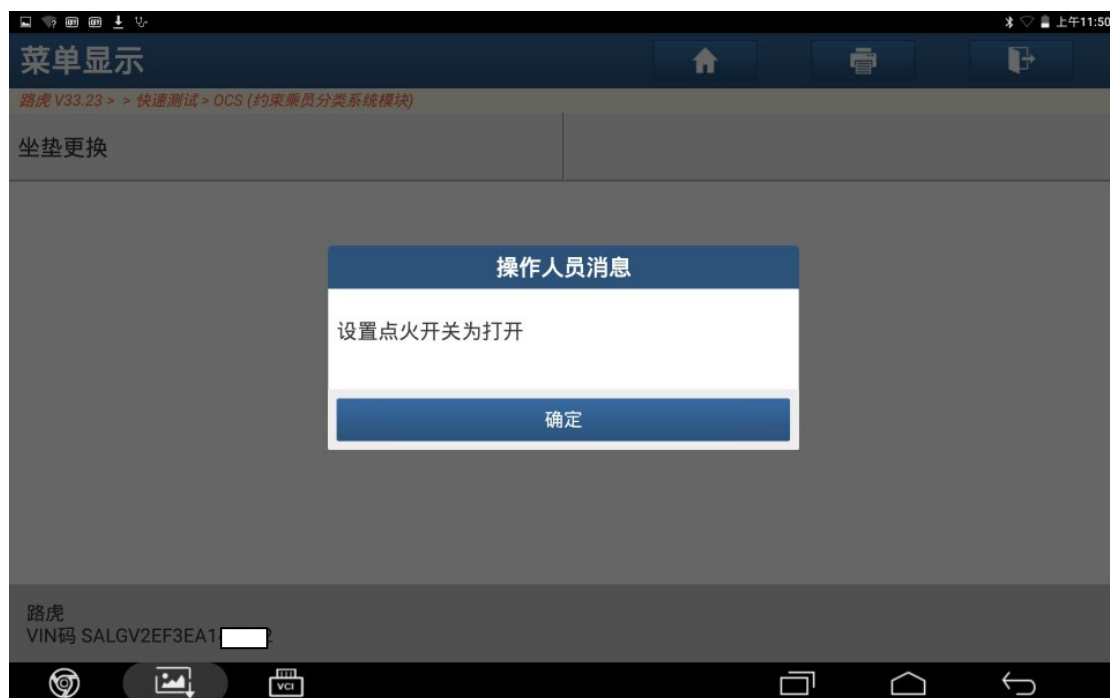 上午11:50
菜单显示
路虎 V33.23 > > 快速测试 > OCS (约束乘员分类系统模块)
坐垫更换
操作人员消息
设置点火开关为打开
确定
路虎
VIN码 SALGV2EF3EA1
VCI